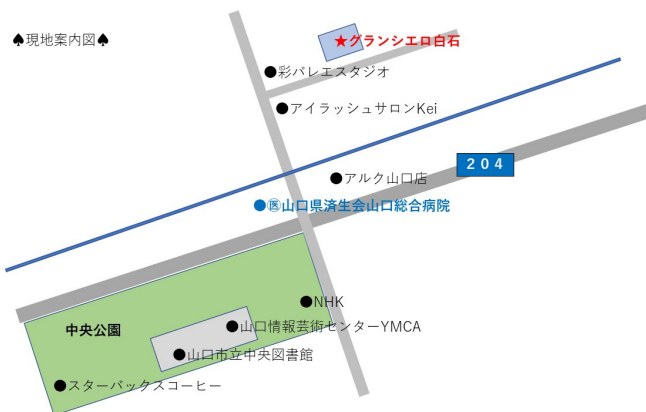 ♠現地案内図♠
★グランシエロ白石
●彩バレエスタジオ
●アイラッシュサロンKei
204
●アルク山口店
●㊩山口県済生会山口総合病院
●NHK
中央公園
●山口情報芸術センターYMCA
●山口市立中央図書館
●スターバックスコーヒー